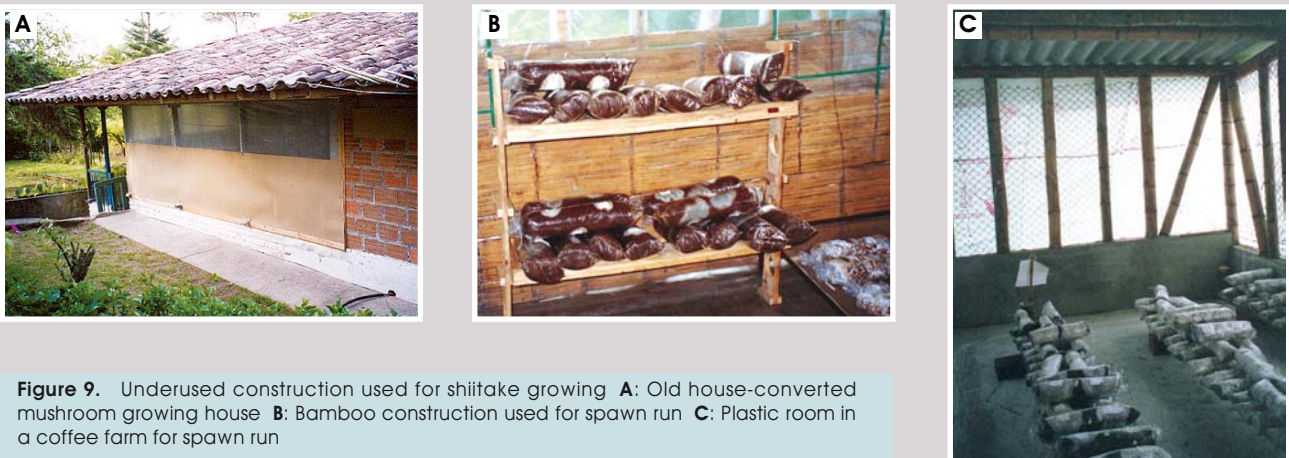 A
B
C
Figure 9. Underused construction used for shiitake growing A: Old house-converted
mushroom growing house B: Bamboo construction used for spawn run C: Plastic room in
a coffee farm for spawn run